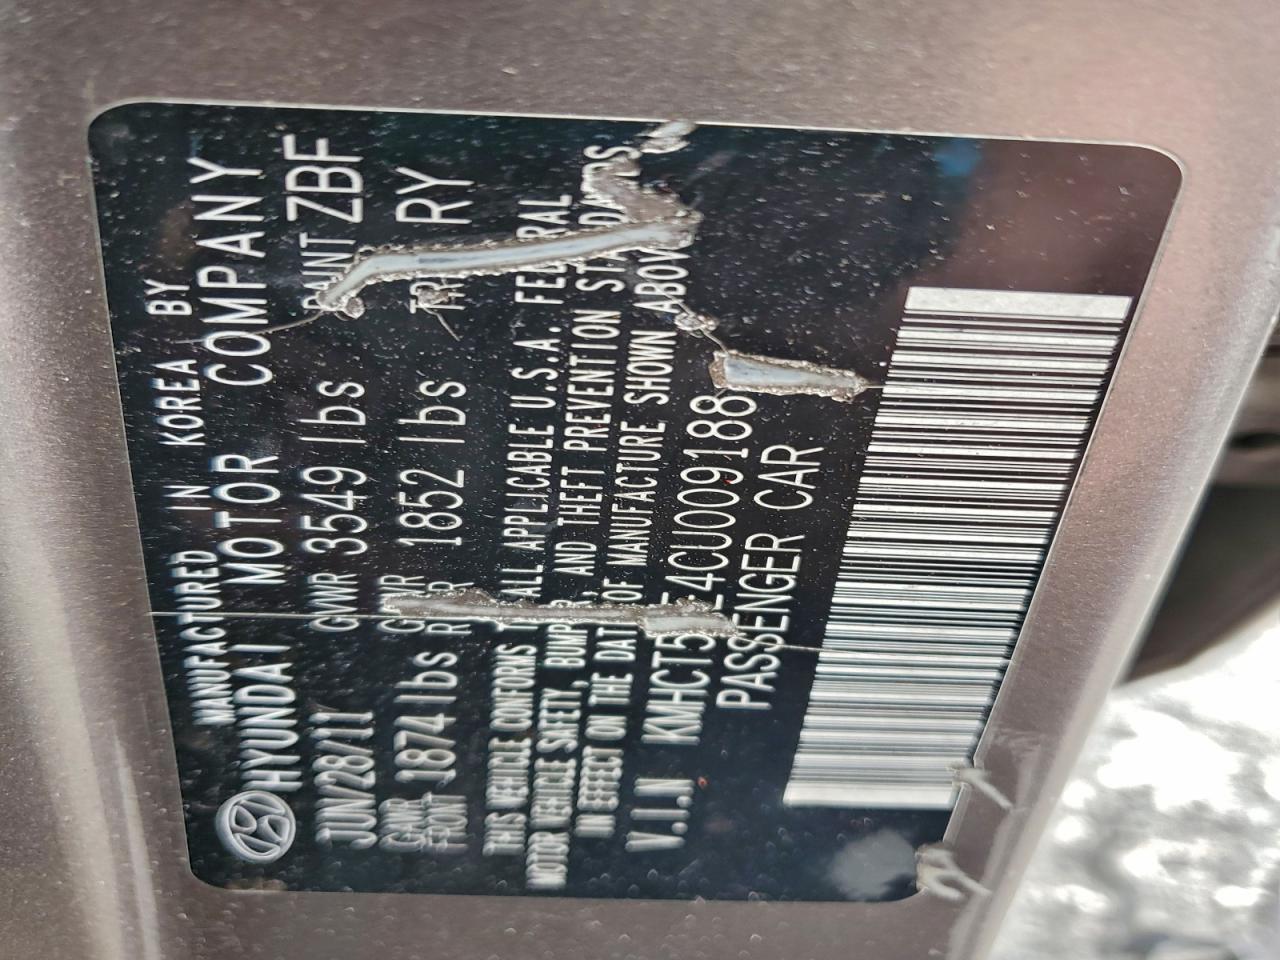 MANUFACTURED IN KOREA BY
HYUNDAI MOTOR COMPANY
JUN/28/11 GVWR 3549 lbs PAINT ZBF
GAWR FRONT 1874 lbs 1852 lbs RY
THIS VEHICLE CONFORMS ALL APPLICABLE U.S.A. FEDERAL
MOTOR VEHICLE SAFETY, BUMPER, AND THEFT PREVENTION STANDARDS
IN EFFECT ON THE DATE OF MANUFACTURE SHOWN ABOVE
V.I.N
PASSENGER CAR